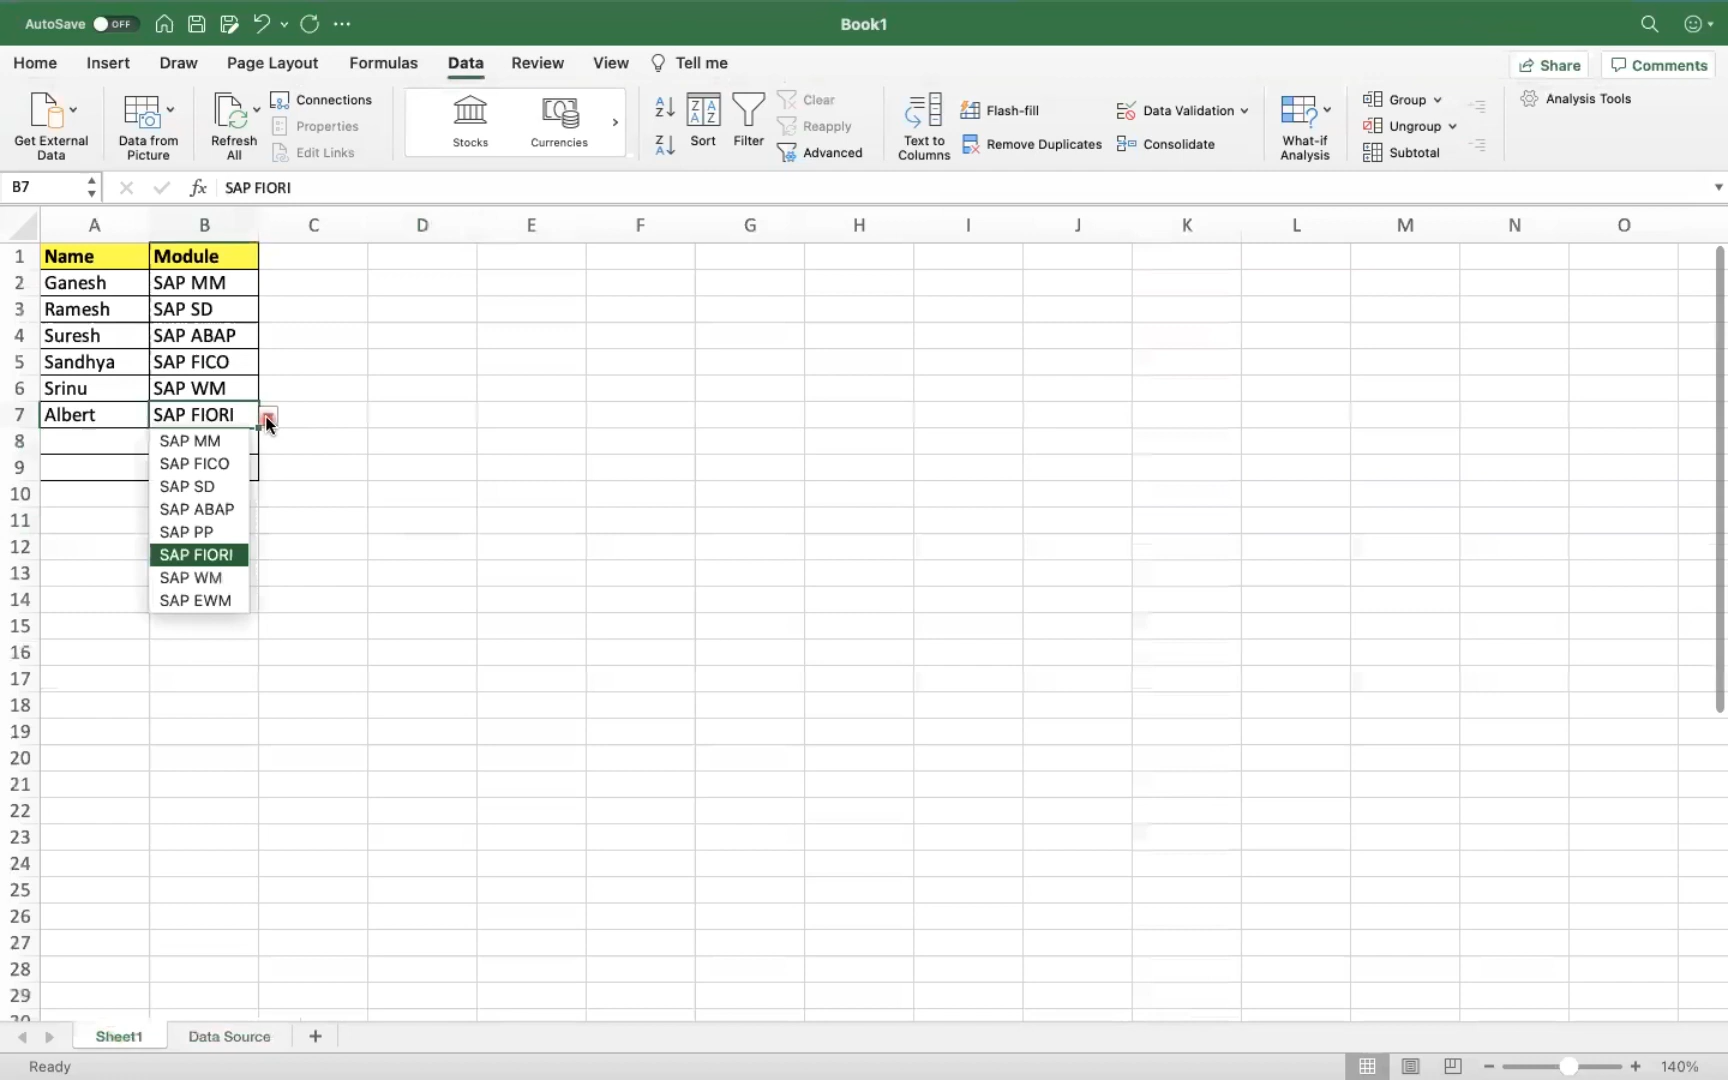 AutoSave OFF
Book1
Home Insert Draw Page Layout Formulas Data Review View Tell me
Share Comments
Get External Data
Data from Picture
Refresh All
Connections
Properties
Edit Links
Stocks
Currencies
Sort
Filter
Clear
Reapply
Advanced
Text to Columns
Flash-fill
Remove Duplicates
Data Validation
Consolidate
What-if Analysis
Group
Ungroup
Subtotal
Analysis Tools
B7 fx SAP FIORI
A B C D E F G H I J K L M N O
1 Name Module
2 Ganesh SAP MM
3 Ramesh SAP SD
4 Suresh SAP ABAP
5 Sandhya SAP FICO
6 Srinu SAP WM
7 Albert SAP FIORI
8
9
10
11
12
13
14
15
16
17
18
19
20
21
22
23
24
25
26
27
28
29
30
SAP MM
SAP FICO
SAP SD
SAP ABAP
SAP PP
SAP FIORI
SAP WM
SAP EWM
Sheet1 Data Source
Ready
140%